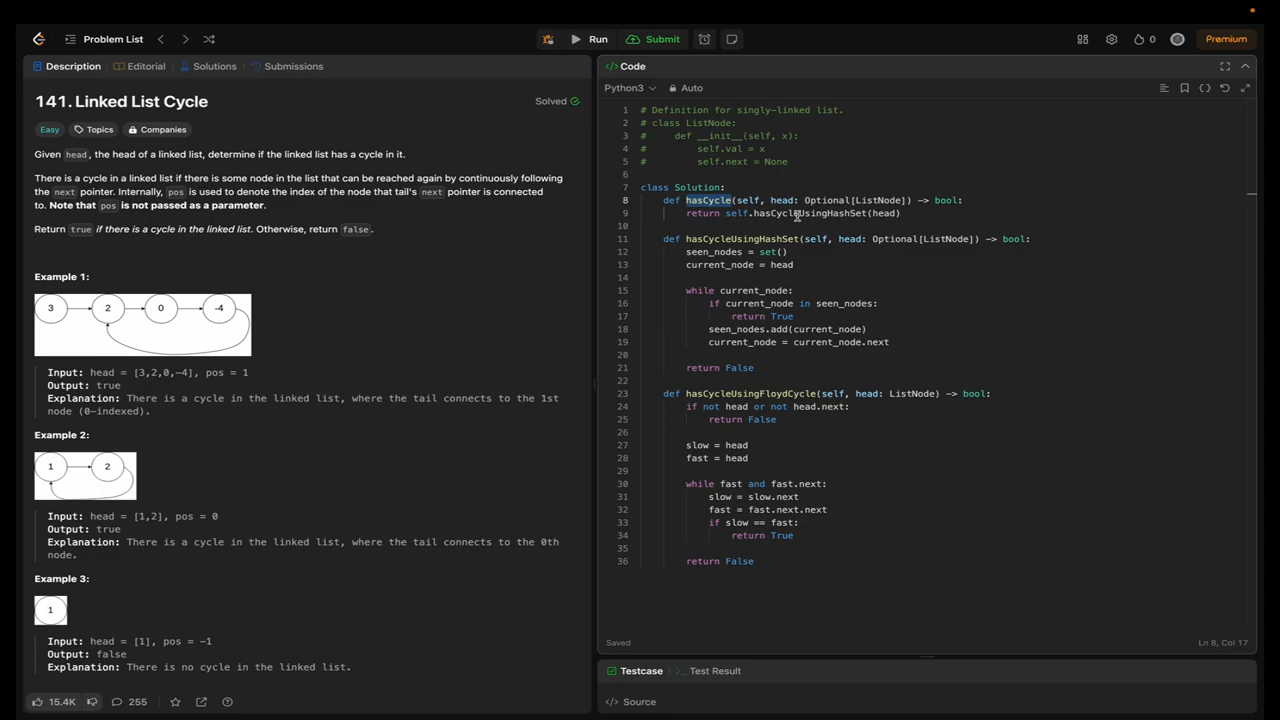 Problem List
Run
Submit
0
Premium
Description
Editorial
Solutions
Submissions
141. Linked List Cycle
Solved
Easy
Topics
Companies
Given head, the head of a linked list, determine if the linked list has a cycle in it.
There is a cycle in a linked list if there is some node in the list that can be reached again by continuously following
the next pointer. Internally, pos is used to denote the index of the node that tail's next pointer is connected
to. Note that pos is not passed as a parameter.
Return true if there is a cycle in the linked list. Otherwise, return false.
Example 1:
3 2 0 -4
Input: head = [3,2,0,-4], pos = 1
Output: true
Explanation: There is a cycle in the linked list, where the tail connects to the 1st
node (0-indexed).
Example 2:
1 2
Input: head = [1,2], pos = 0
Output: true
Explanation: There is a cycle in the linked list, where the tail connects to the 0th
node.
Example 3:
1
Input: head = [1], pos = -1
Output: false
Explanation: There is no cycle in the linked list.
15.4K
255
</> Code
Python3
Auto
1 # Definition for singly-linked list.
2 # class ListNode:
3 #     def __init__(self, x):
4 #         self.val = x
5 #         self.next = None
6
7 class Solution:
8     def hasCycle(self, head: Optional[ListNode]) -> bool:
9         return self.hasCycleUsingHashSet(head)
10
11     def hasCycleUsingHashSet(self, head: Optional[ListNode]) -> bool:
12         seen_nodes = set()
13         current_node = head
14
15         while current_node:
16             if current_node in seen_nodes:
17                 return True
18             seen_nodes.add(current_node)
19             current_node = current_node.next
20
21         return False
22
23     def hasCycleUsingFloydCycle(self, head: ListNode) -> bool:
24         if not head or not head.next:
25             return False
26
27         slow = head
28         fast = head
29
30         while fast and fast.next:
31             slow = slow.next
32             fast = fast.next.next
33             if slow == fast:
34                 return True
35
36         return False
Saved
Ln 8, Col 17
Testcase
>_ Test Result
</> Source